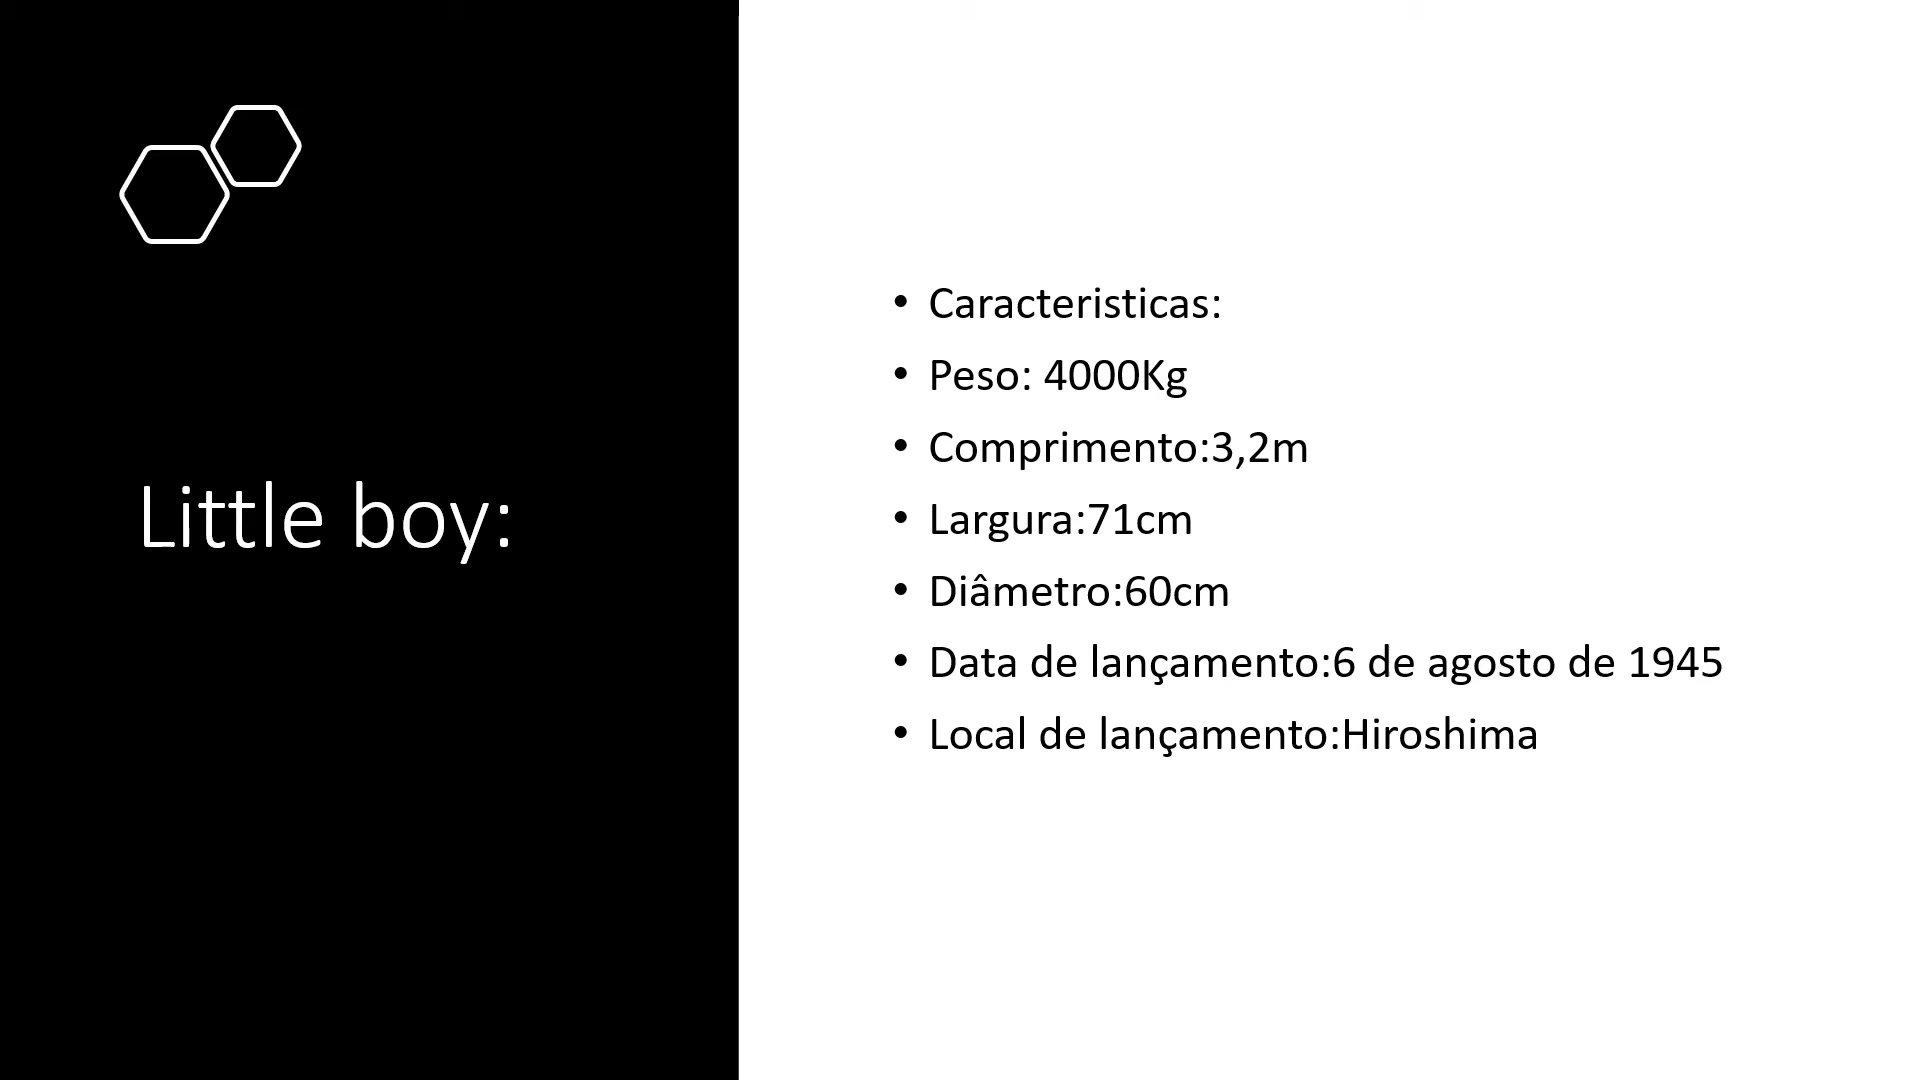 Little boy:
• Caracteristicas:
• Peso: 4000Kg
• Comprimento:3,2m
• Largura:71cm
• Diâmetro:60cm
• Data de lançamento:6 de agosto de 1945
• Local de lançamento:Hiroshima